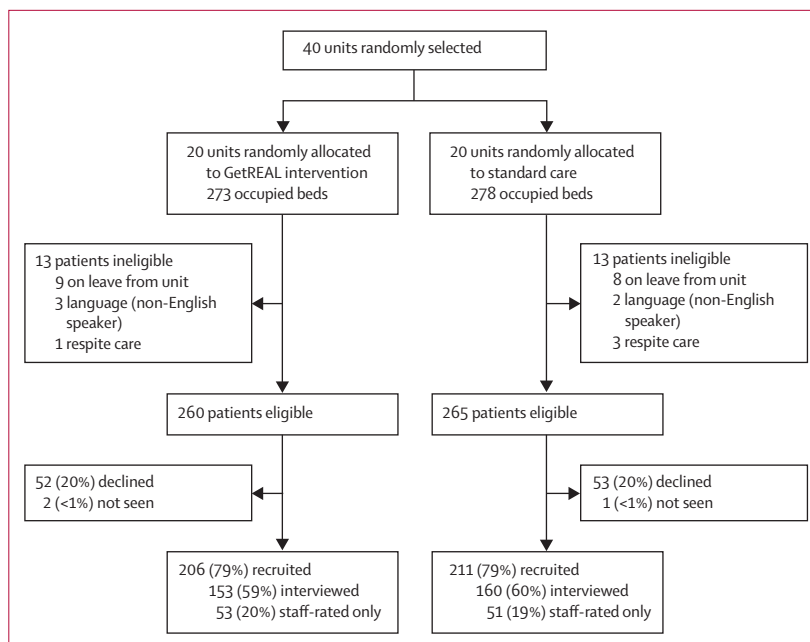 40 units randomly selected
20 units randomly allocated
to GetREAL intervention
273 occupied beds
20 units randomly allocated
to standard care
278 occupied beds
13 patients ineligible
9 on leave from unit
3 language (non-English
speaker)
1 respite care
13 patients ineligible
8 on leave from unit
2 language (non-English
speaker)
3 respite care
260 patients eligible
265 patients eligible
52 (20%) declined
2 (<1%) not seen
53 (20%) declined
1 (<1%) not seen
206 (79%) recruited
153 (59%) interviewed
53 (20%) staff-rated only
211 (79%) recruited
160 (60%) interviewed
51 (19%) staff-rated only